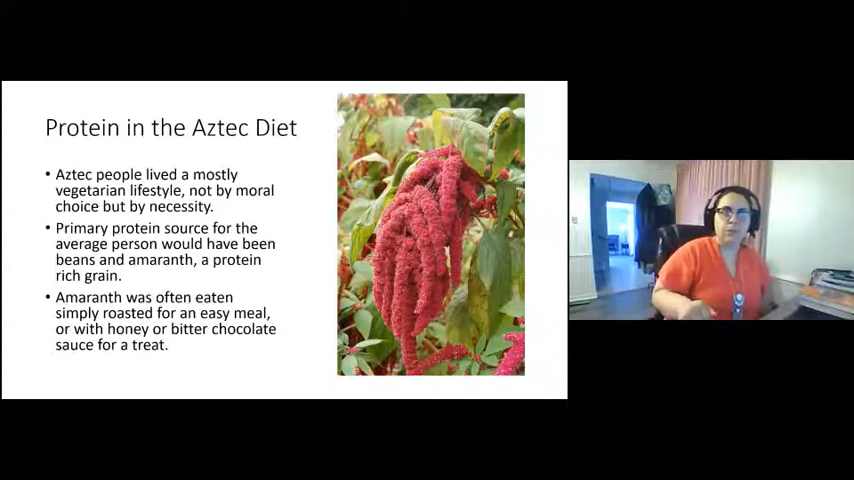 Protein in the Aztec Diet
• Aztec people lived a mostly
vegetarian lifestyle, not by moral
choice but by necessity.
• Primary protein source for the
average person would have been
beans and amaranth, a protein
rich grain.
• Amaranth was often eaten
simply roasted for an easy meal,
or with honey or bitter chocolate
sauce for a treat.